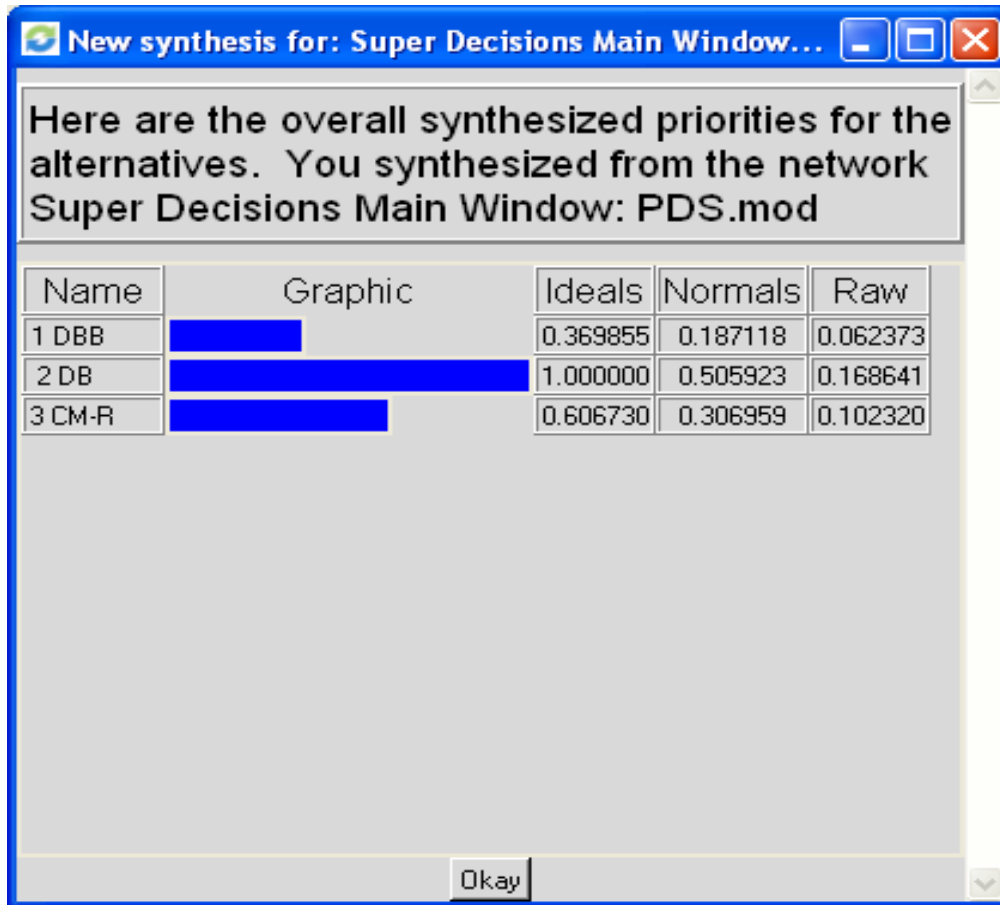 New synthesis for: Super Decisions Main Window...
Here are the overall synthesized priorities for the
alternatives.  You synthesized from the network
Super Decisions Main Window: PDS.mod
Name Graphic Ideals Normals Raw
1 DBB 0.369855 0.187118 0.062373
2 DB 1.000000 0.505923 0.168641
3 CM-R 0.606730 0.306959 0.102320
Okay